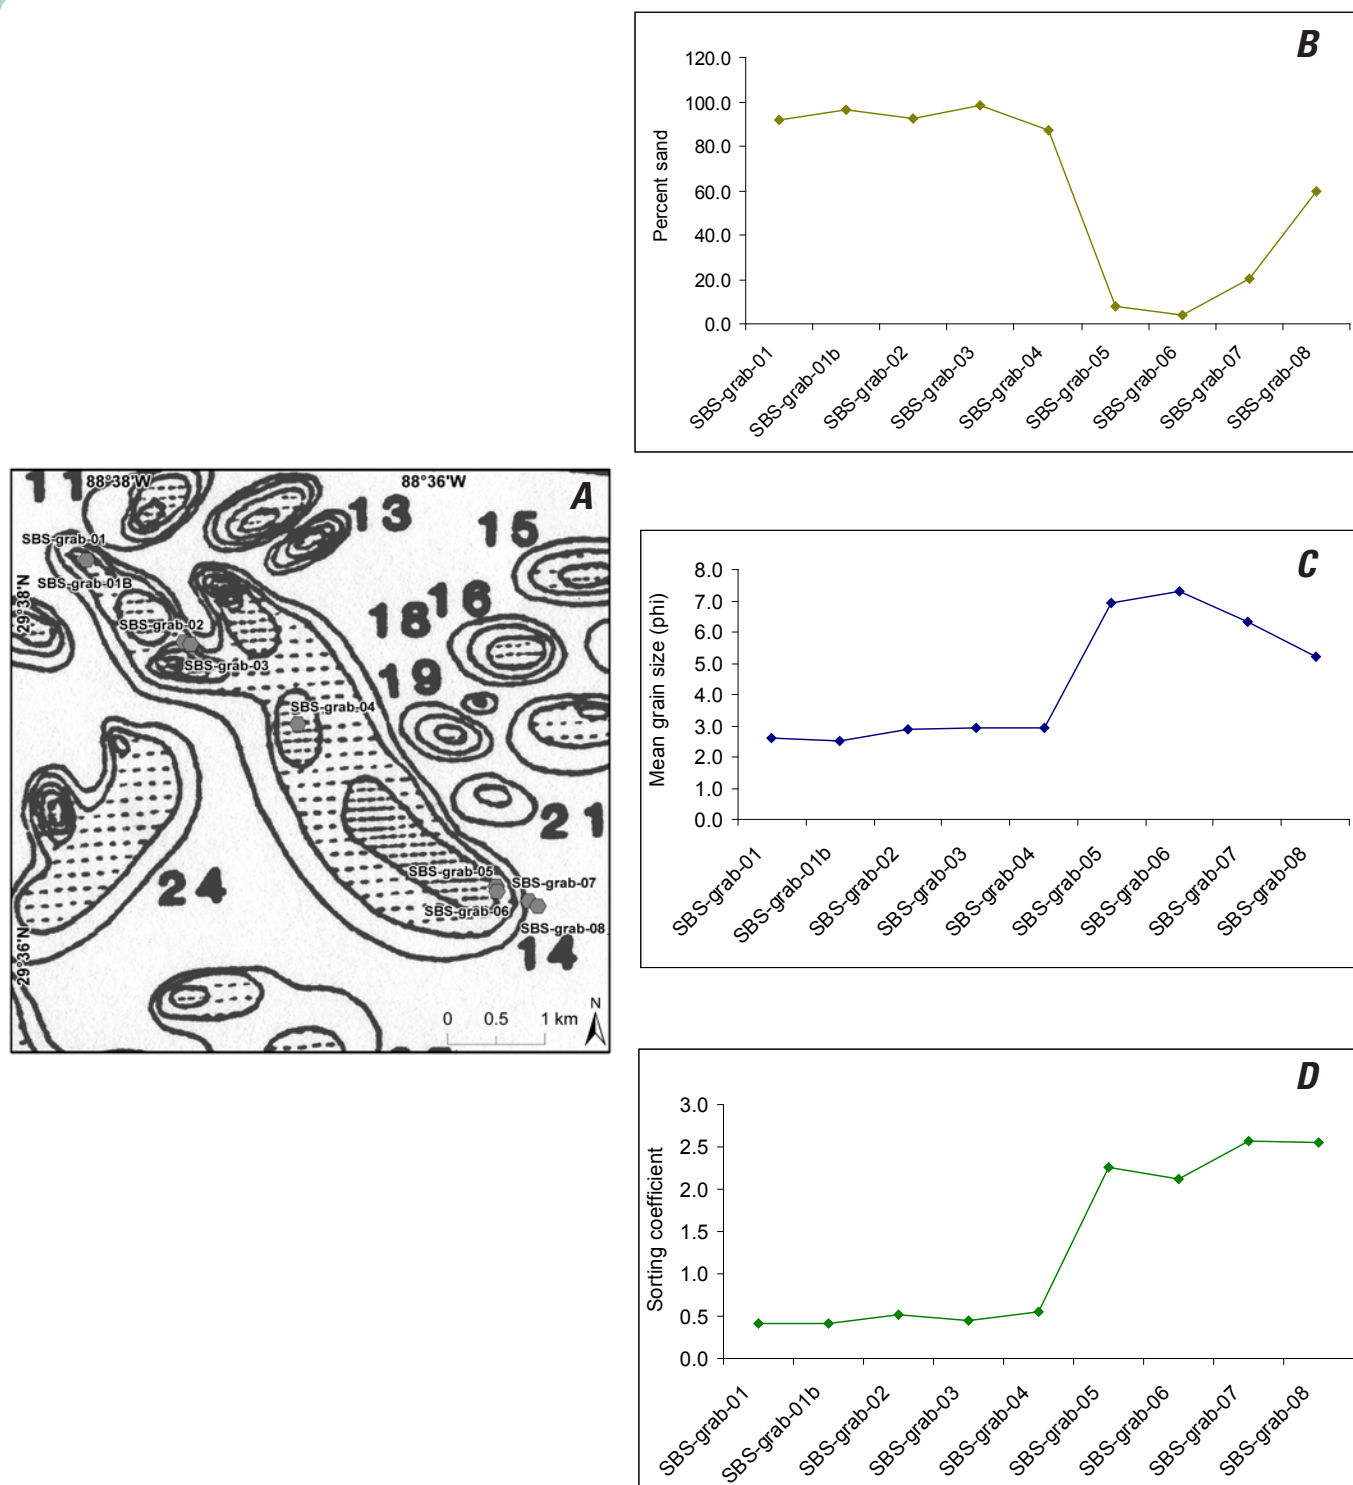 B
120.0
100.0
80.0
60.0
40.0
20.0
0.0
Percent sand
SBS-grab-01
SBS-grab-01b
SBS-grab-02
SBS-grab-03
SBS-grab-04
SBS-grab-05
SBS-grab-06
SBS-grab-07
SBS-grab-08
A
11
88°38'W
88°36'W
13
15
SBS-grab-01
SBS-grab-01B
29°38'N
SBS-grab-02
SBS-grab-03
18
16
19
SBS-grab-04
21
24
SBS-grab-05
SBS-grab-07
SBS-grab-06
SBS-grab-08
14
29°36'N
0 0.5 1 km
N
C
8.0
7.0
6.0
5.0
4.0
3.0
2.0
1.0
0.0
Mean grain size (phi)
SBS-grab-01
SBS-grab-01b
SBS-grab-02
SBS-grab-03
SBS-grab-04
SBS-grab-05
SBS-grab-06
SBS-grab-07
SBS-grab-08
D
3.0
2.5
2.0
1.5
1.0
0.5
0.0
Sorting coefficient
SBS-grab-01
SBS-grab-01b
SBS-grab-02
SBS-grab-03
SBS-grab-04
SBS-grab-05
SBS-grab-06
SBS-grab-07
SBS-grab-08